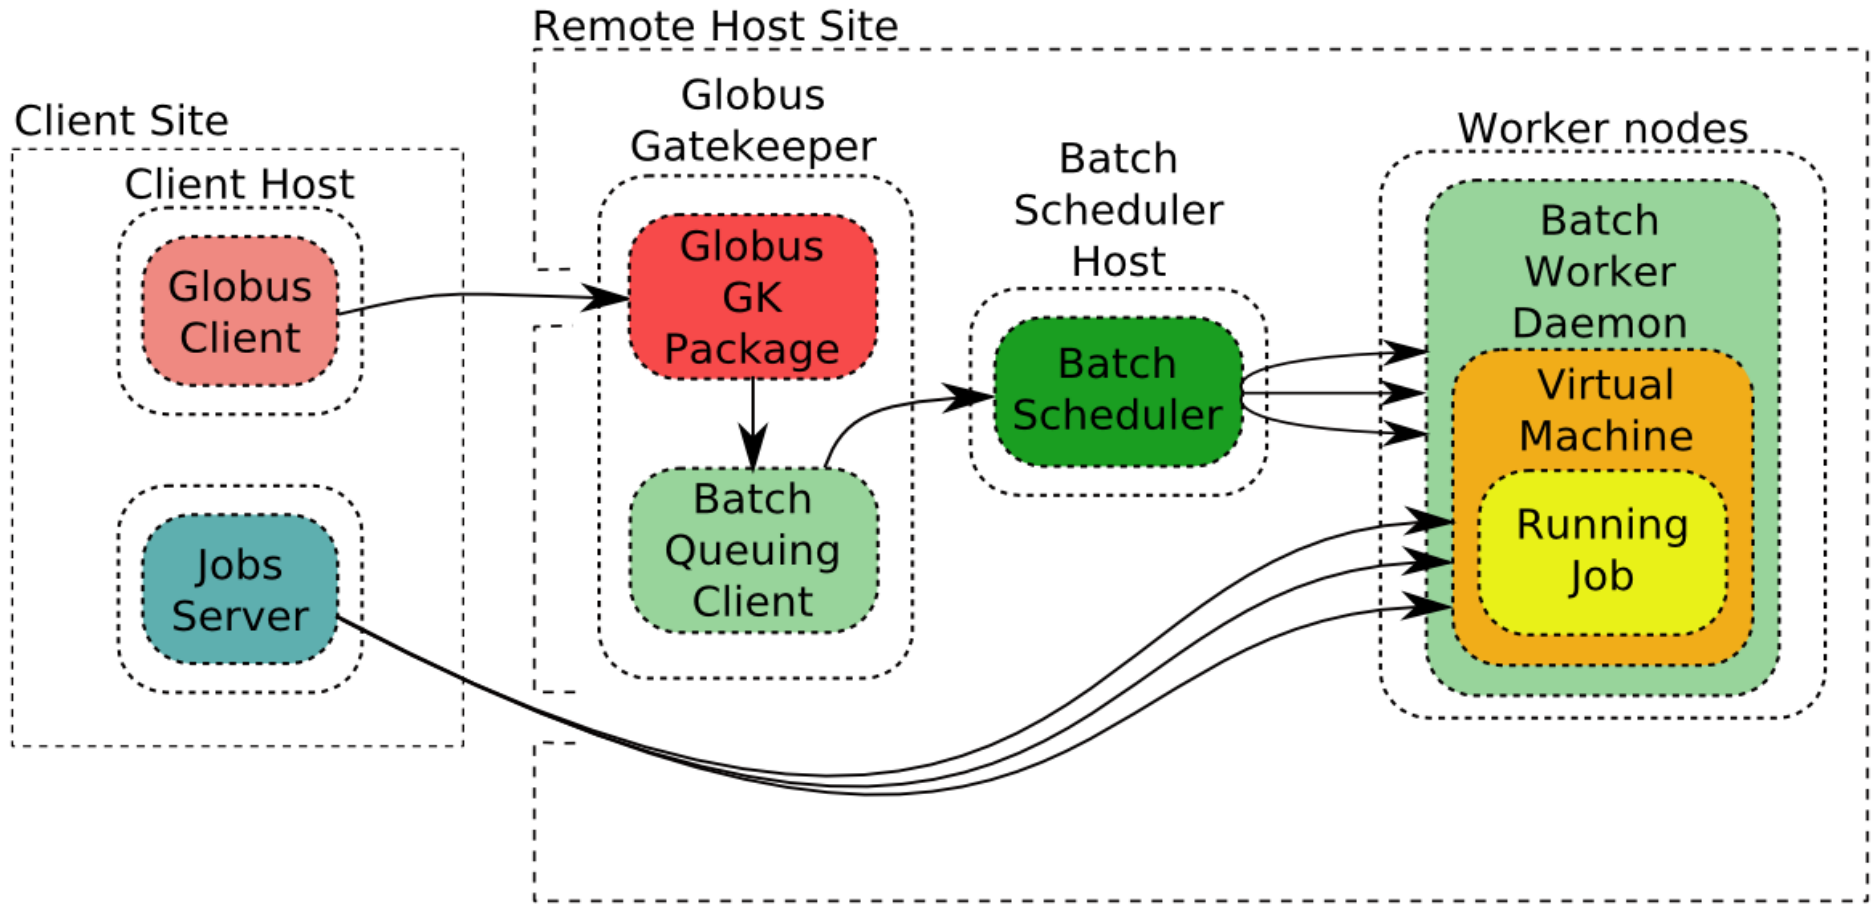 Remote Host Site
Client Site
Client Host
Globus
Client
Jobs
Server
Globus
Gatekeeper
Globus
GK
Package
Batch
Queuing
Client
Batch
Scheduler
Host
Batch
Scheduler
Worker nodes
Batch
Worker
Daemon
Virtual
Machine
Running
Job